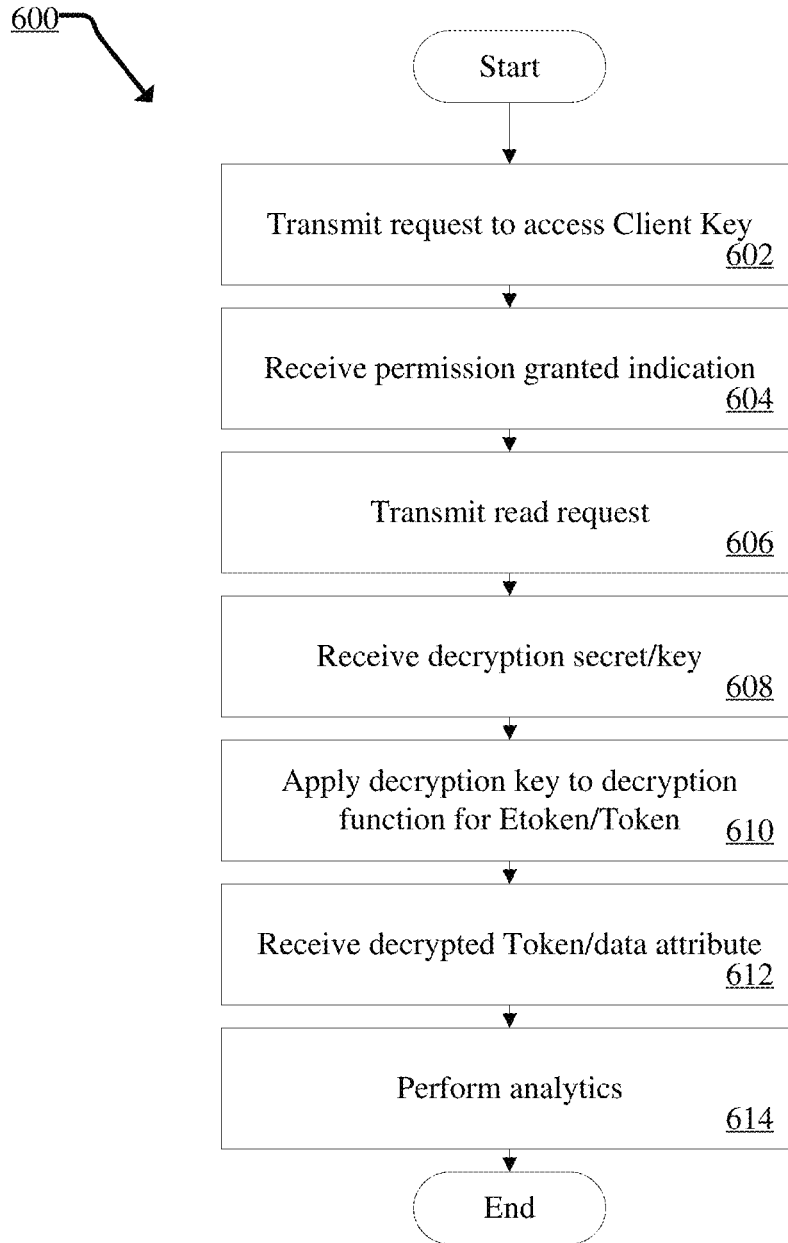 600
Start
Transmit request to access Client Key
602
Receive permission granted indication
604
Transmit read request
606
Receive decryption secret/key
608
Apply decryption key to decryption
function for Etoken/Token
610
Receive decrypted Token/data attribute
612
Perform analytics
614
End